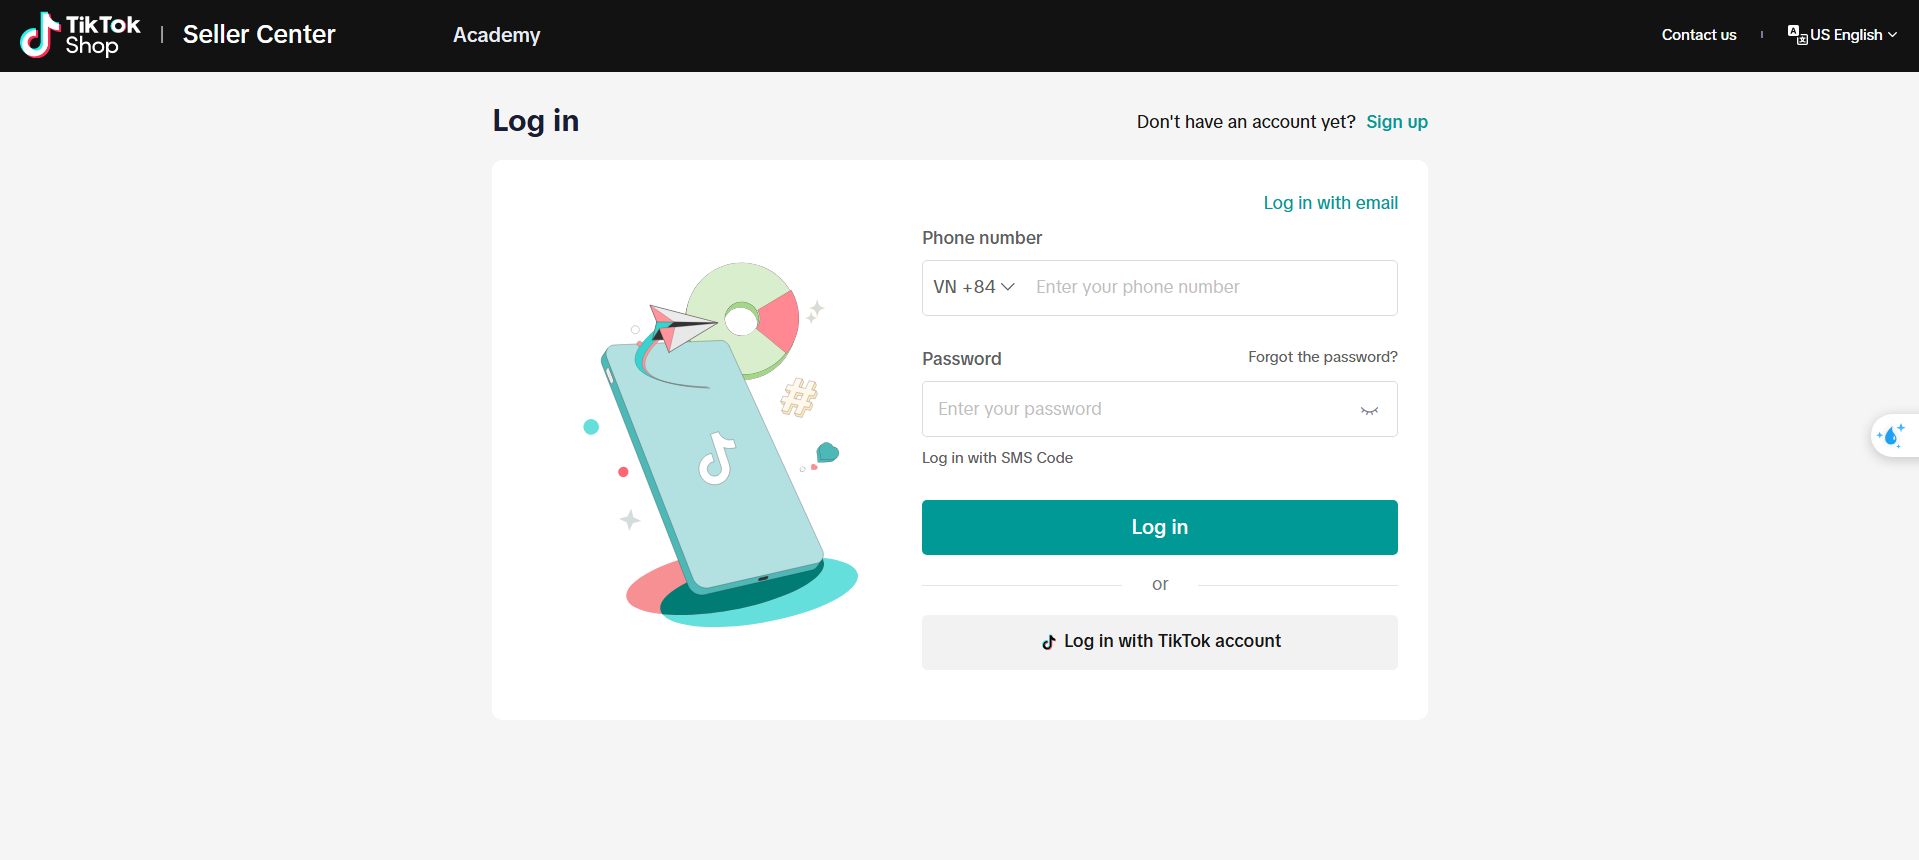 TikTok Shop | Seller Center
Academy
Contact us
US English
Log in
Don't have an account yet? Sign up
Log in with email
Phone number
VN +84 Enter your phone number
Password
Forgot the password?
Enter your password
Log in with SMS Code
Log in
or
Log in with TikTok account